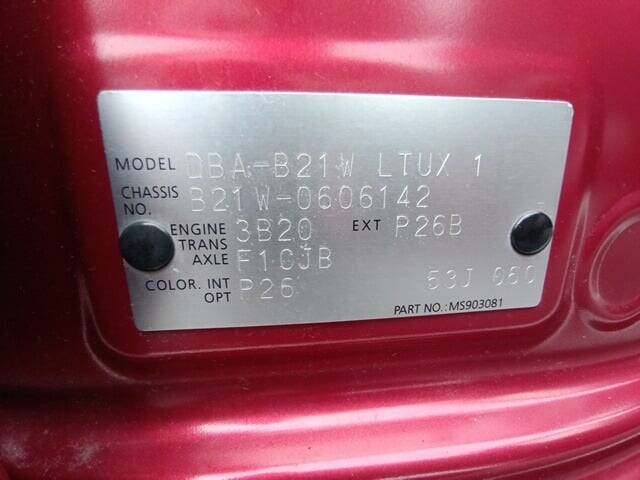 MODEL DBA-B21W LTUX 1
CHASSIS NO. B21W-0606142
ENGINE 3B20 EXT P26B
TRANS AXLE F1CJB
COLOR. INT OPT P26 53J 050
PART NO.:MS903081